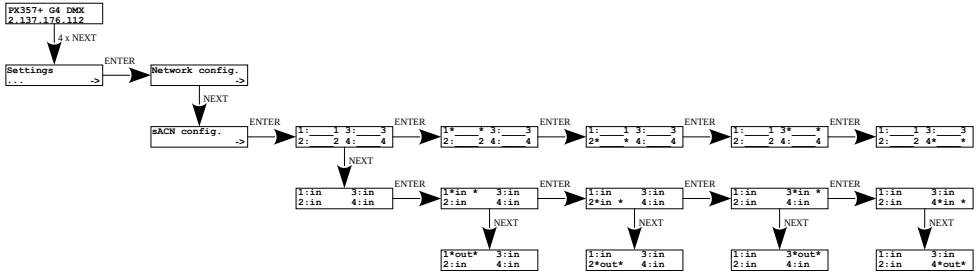 PX357+ G4 DMX
2.137.176.112
4 x NEXT
Settings
... ->
ENTER
Network config.
->
NEXT
sACN config.
->
ENTER
1:____1 3:____3
2:____2 4:____4
ENTER
1*____* 3:____3
2:____2 4:____4
ENTER
1:____1 3:____3
2*____* 4:____4
ENTER
1:____1 3*____*
2:____2 4:____4
ENTER
1:____1 3:____3
2:____2 4*____*
NEXT
1:in 3:in
2:in 4:in
ENTER
1*in * 3:in
2:in 4:in
ENTER
1:in 3:in
2*in * 4:in
ENTER
1:in 3*in *
2:in 4:in
ENTER
1:in 3:in
2:in 4*in *
NEXT
NEXT
NEXT
NEXT
1*out* 3:in
2:in 4:in
1:in 3:in
2*out* 4:in
1:in 3*out*
2:in 4:in
1:in 3:in
2:in 4*out*